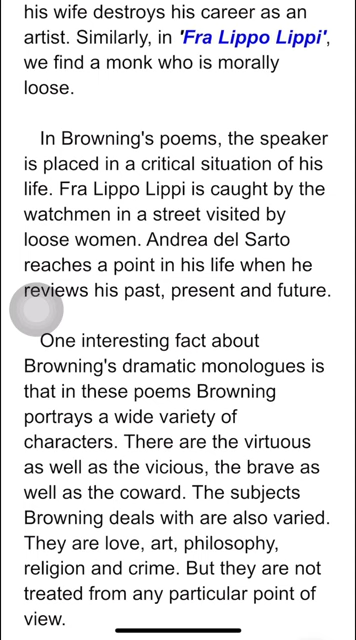 his wife destroys his career as an
artist. Similarly, in 'Fra Lippo Lippi',
we find a monk who is morally
loose.
In Browning's poems, the speaker
is placed in a critical situation of his
life. Fra Lippo Lippi is caught by the
watchmen in a street visited by
loose women. Andrea del Sarto
reaches a point in his life when he
reviews his past, present and future.
One interesting fact about
Browning's dramatic monologues is
that in these poems Browning
portrays a wide variety of
characters. There are the virtuous
as well as the vicious, the brave as
well as the coward. The subjects
Browning deals with are also varied.
They are love, art, philosophy,
religion and crime. But they are not
treated from any particular point of
view.